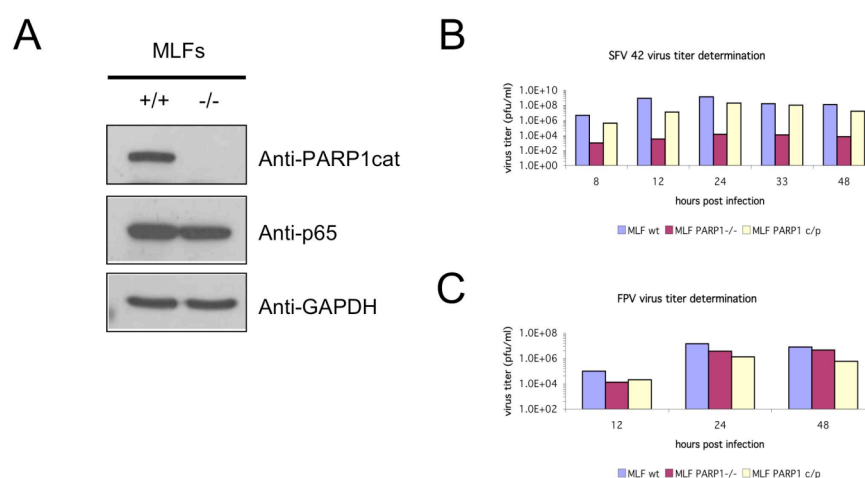 A
MLFs
+/+ -/-
Anti-PARP1cat
Anti-p65
Anti-GAPDH
B
SFV 42 virus titer determination
virus titer (pfu/ml)
1.0E+10
1.0E+08
1.0E+06
1.0E+04
1.0E+02
1.0E+00
8 12 24 33 48
hours post infection
MLF wt MLF PARP1-/- MLF PARP1 c/p
C
FPV virus titer determination
virus titer (pfu/ml)
1.0E+08
1.0E+06
1.0E+04
1.0E+02
12 24 48
hours post infection
MLF wt MLF PARP1-/- MLF PARP1 c/p